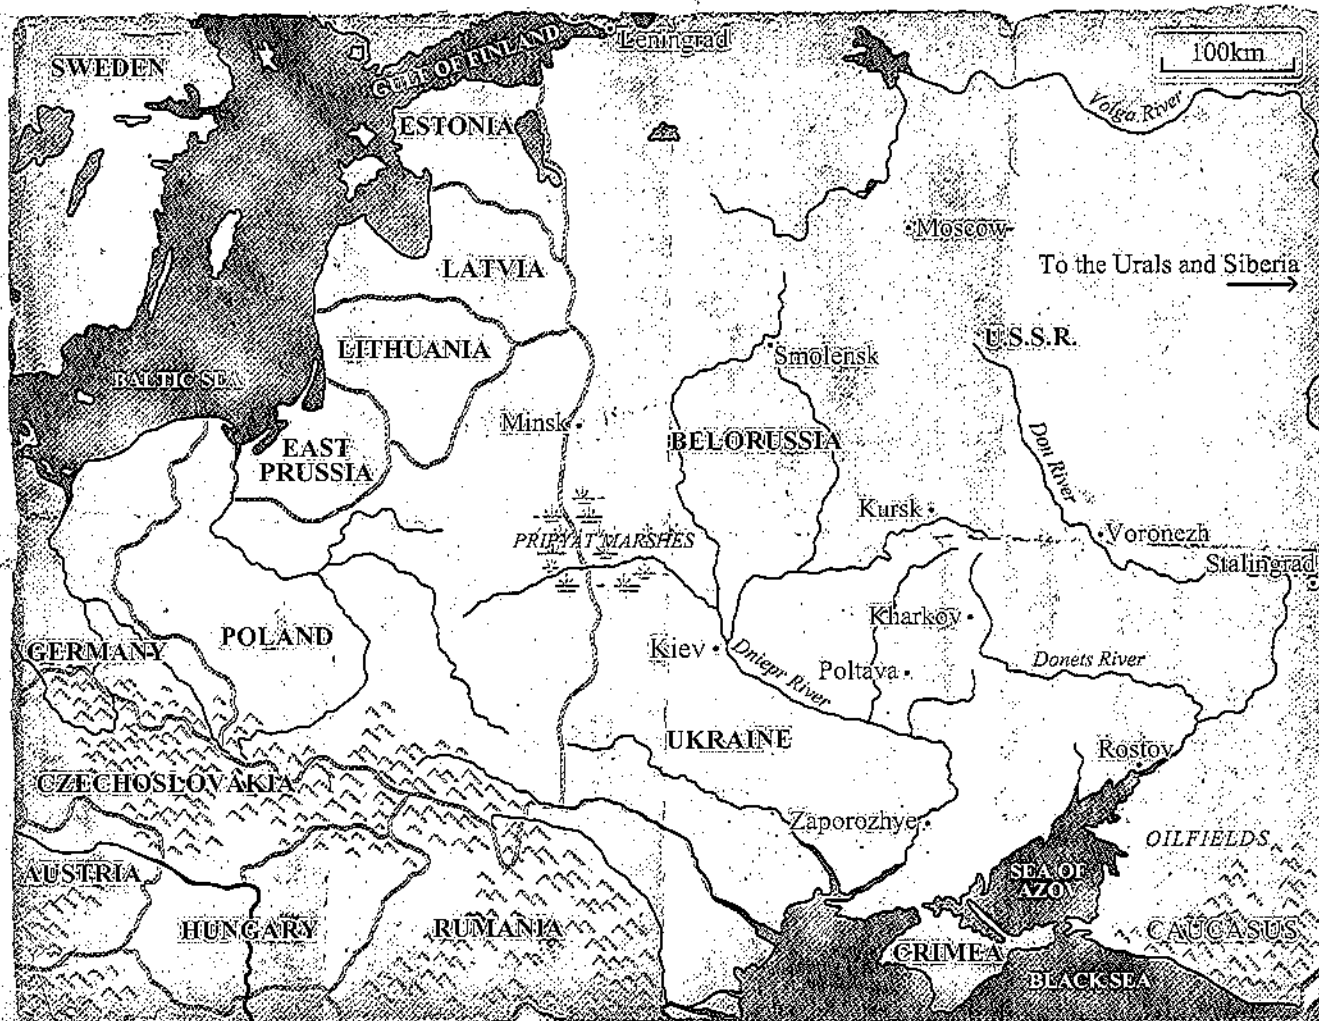 Leningrad
SWEDEN
GULF OF FINLAND
100km
Volga River
ESTONIA
Moscow
LATVIA
To the Urals and Siberia
U.S.S.R.
LITHUANIA
Smolensk
BALTIC SEA
Minsk
BELORUSSIA
EAST
PRUSSIA
Don River
Kursk
PRIPYAT MARSHES
Voronezh
Stalingrad
Kharkov
POLAND
GERMANY
Kiev
Dniepr River
Poltava
Donets River
UKRAINE
Rostov
CZECHOSLOVAKIA
Zaporozhye
OILFIELDS
AUSTRIA
SEA OF
AZOV
HUNGARY
RUMANIA
CRIMEA
CAUCASUS
BLACK SEA